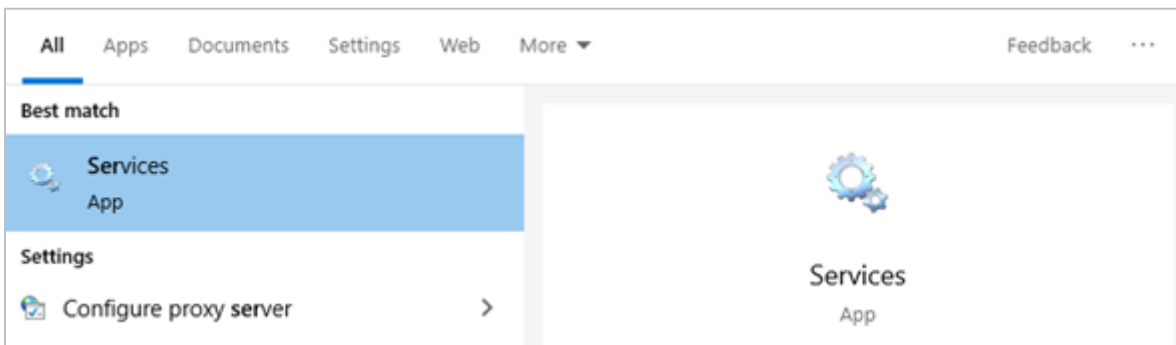 All Apps Documents Settings Web More Feedback ...
Best match
Services
App
Settings
Configure proxy server
Services
App